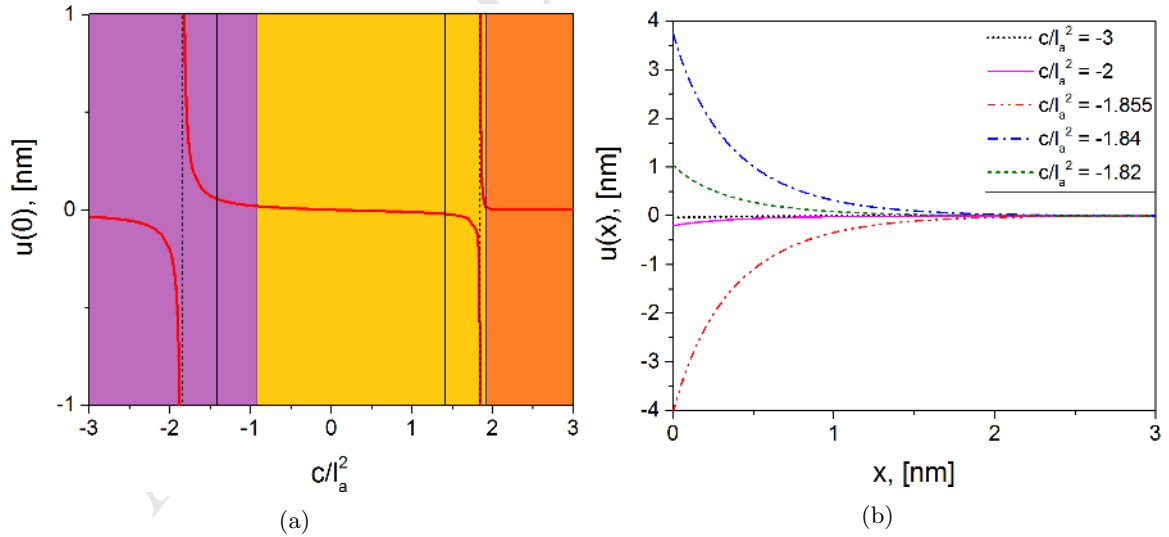 1
0
-1
u(0), [nm]
-3
-2
-1
0
1
2
3
c/l_a^2
(a)
4
3
2
1
0
-1
-2
-3
-4
u(x), [nm]
c/l_a^2 = -3
c/l_a^2 = -2
c/l_a^2 = -1.855
c/l_a^2 = -1.84
c/l_a^2 = -1.82
0
1
2
3
x, [nm]
(b)